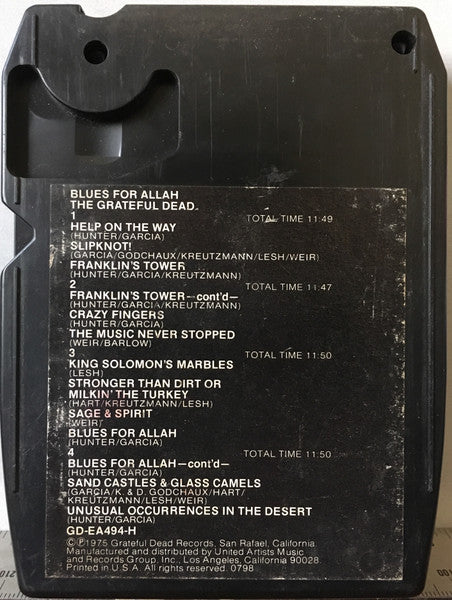 BLUES FOR ALLAH
THE GRATEFUL DEAD
1 TOTAL TIME 11:49
HELP ON THE WAY
(HUNTER/GARCIA)
SLIPKNOT!
(GARCIA/GODCHAUX/KREUTZMANN/LESH/WEIR)
FRANKLIN'S TOWER
(HUNTER/GARCIA/KREUTZMANN)
2 TOTAL TIME 11:47
FRANKLIN'S TOWER—cont'd—
(HUNTER/GARCIA/KREUTZMANN)
CRAZY FINGERS
(HUNTER/GARCIA)
THE MUSIC NEVER STOPPED
(WEIR/BARLOW)
3 TOTAL TIME 11:50
KING SOLOMON'S MARBLES
(LESH)
STRONGER THAN DIRT OR
MILKIN' THE TURKEY
(HART/KREUTZMANN/LESH)
SAGE & SPIRIT
(WEIR)
BLUES FOR ALLAH
(HUNTER/GARCIA)
4 TOTAL TIME 11:50
BLUES FOR ALLAH—cont'd—
(HUNTER/GARCIA)
SAND CASTLES & GLASS CAMELS
(GARCIA/K. & D. GODCHAUX/HART/
KREUTZMANN/LESH/WEIR)
UNUSUAL OCCURRENCES IN THE DESERT
(HUNTER/GARCIA)
GD-EA494-H
©℗1975 Grateful Dead Records, San Rafael, California.
Manufactured and distributed by United Artists Music
and Records Group, Inc., Los Angeles, California 90028.
Printed in U.S.A. All rights reserved. 0798